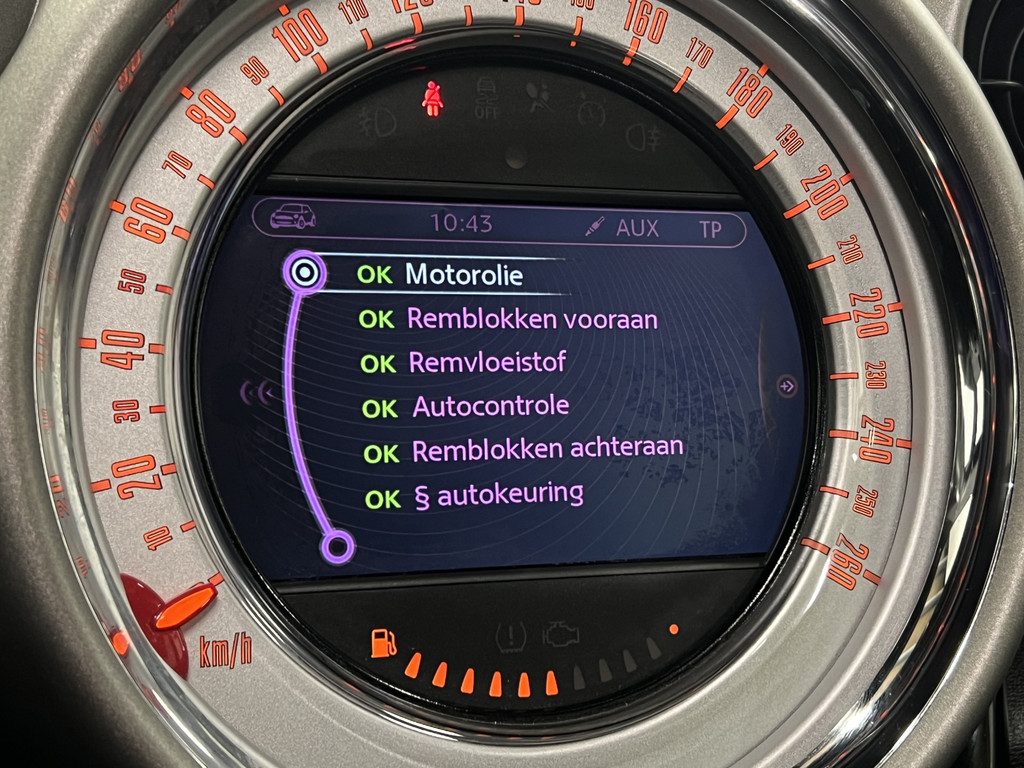 10:43 AUX TP
OK Motorolie
OK Remblokken vooraan
OK Remvloeistof
OK Autocontrole
OK Remblokken achteraan
OK § autokeuring
10
20
30
40
50
60
70
80
90
100
110
120
160
170
180
190
200
210
220
230
240
250
260
km/h
OFF